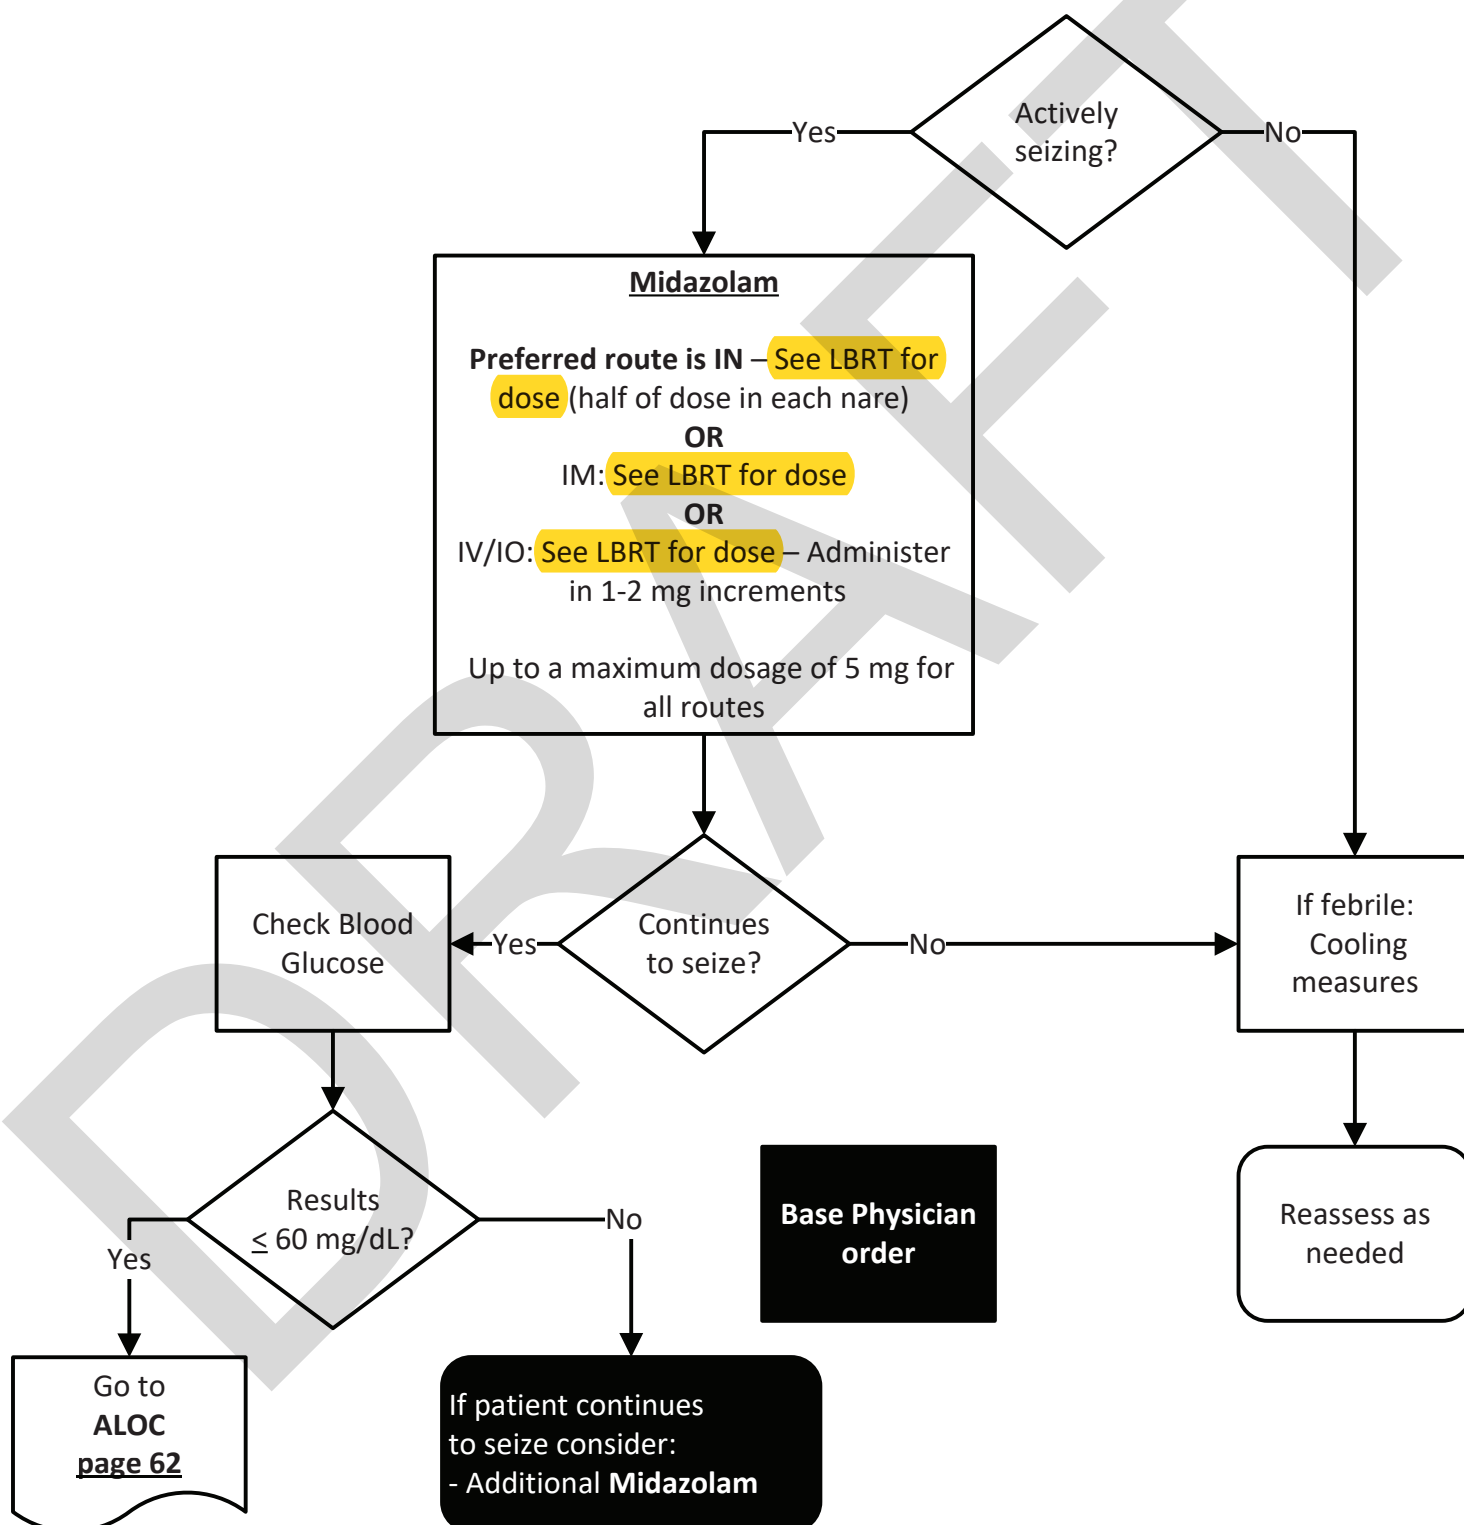 Actively
seizing?
Yes
No
Midazolam
Preferred route is IN – See LBRT for
dose (half of dose in each nare)
OR
IM: See LBRT for dose
OR
IV/IO: See LBRT for dose – Administer
in 1-2 mg increments
Up to a maximum dosage of 5 mg for
all routes
Continues
to seize?
Yes
No
Check Blood
Glucose
If febrile:
Cooling
measures
Results
≤ 60 mg/dL?
Yes
No
Base Physician
order
Reassess as
needed
Go to
ALOC
page 62
If patient continues
to seize consider:
- Additional Midazolam
DRAFT